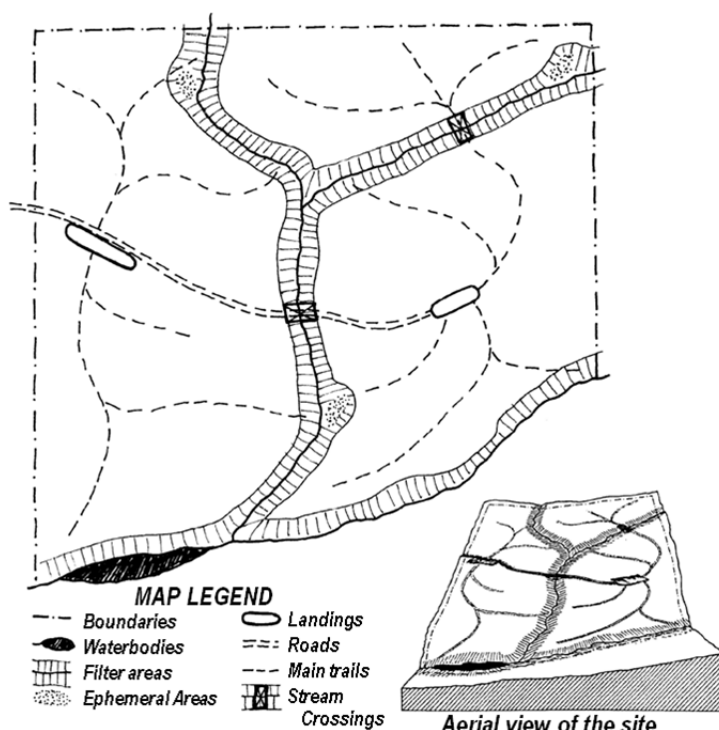 MAP LEGEND
Boundaries
Waterbodies
Filter areas
Ephemeral Areas
Landings
Roads
Main trails
Stream
Crossings
Aerial view of the site